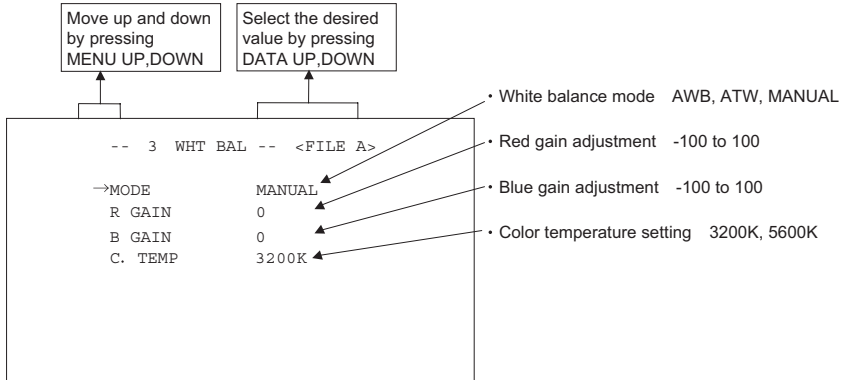 Move up and down
by pressing
MENU UP,DOWN
Select the desired
value by pressing
DATA UP,DOWN
・White balance mode AWB, ATW, MANUAL
-- 3 WHT BAL -- <FILE A>
・Red gain adjustment -100 to 100
→MODE MANUAL
・Blue gain adjustment -100 to 100
R GAIN 0
B GAIN 0
・Color temperature setting 3200K, 5600K
C. TEMP 3200K